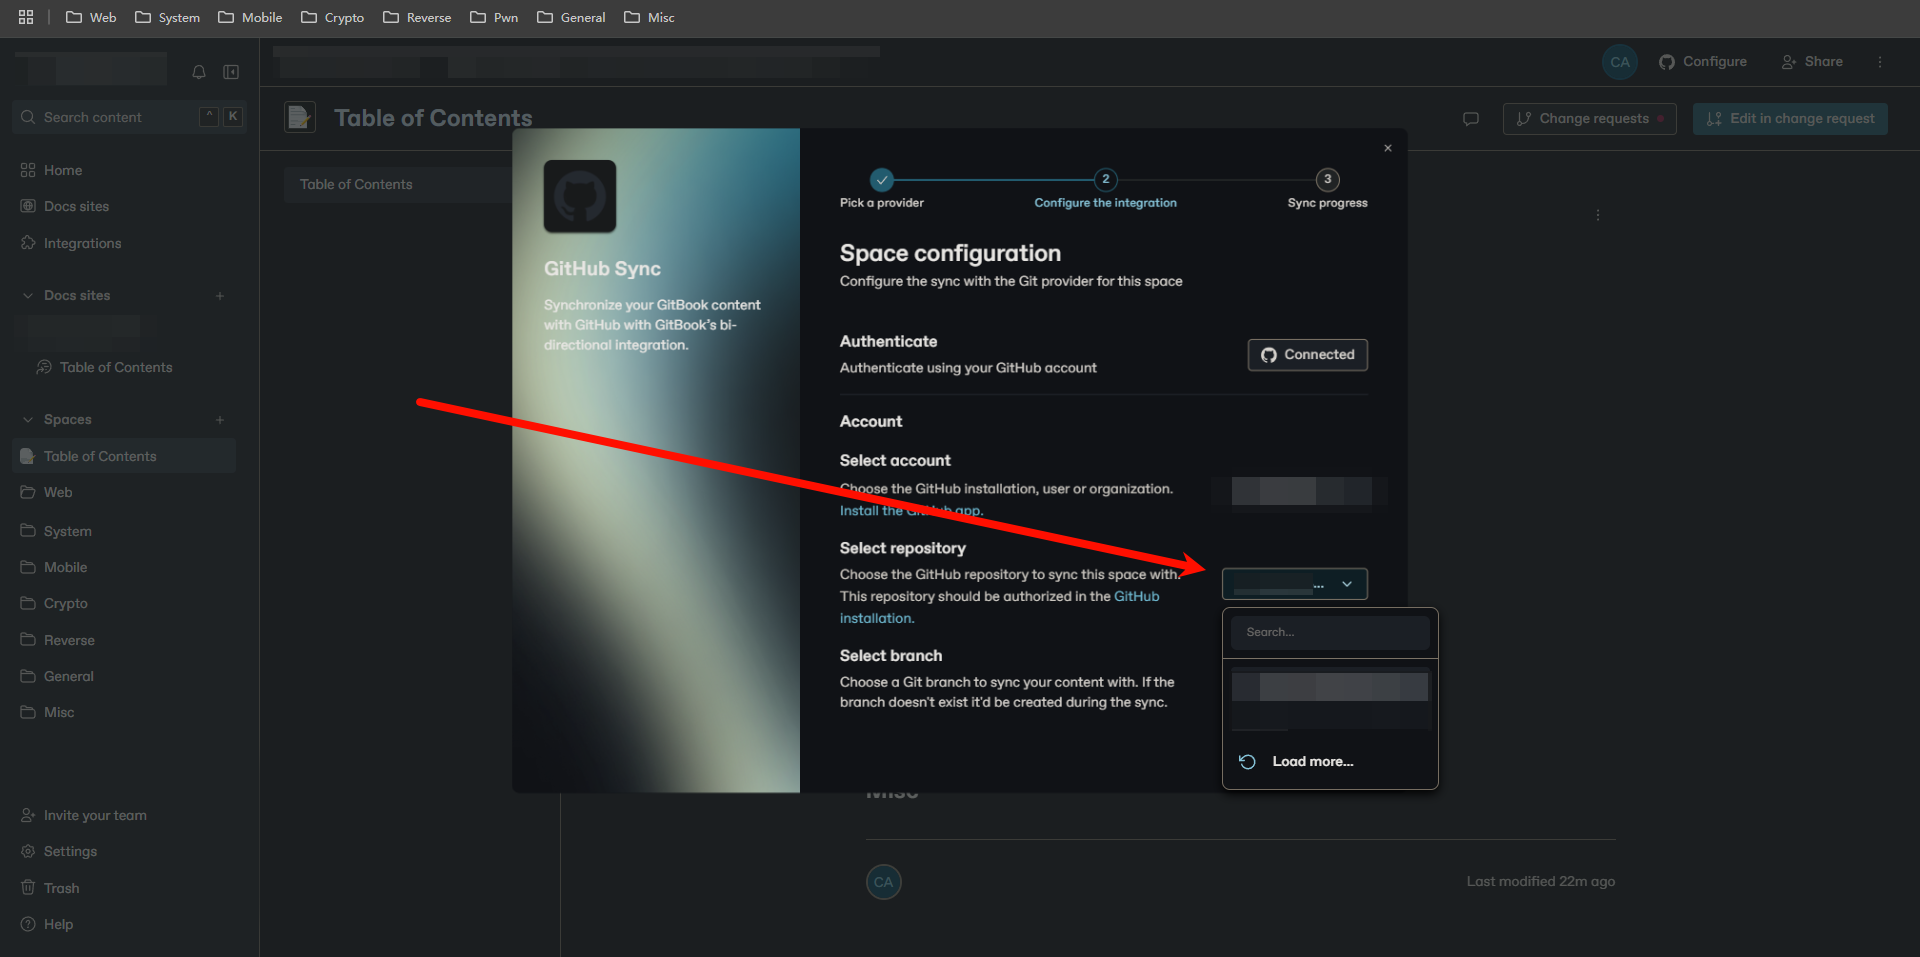 Web System Mobile Crypto Reverse Pwn General Misc
CA Configure Share
Search content ^ K
Table of Contents
Change requests Edit in change request
Home
Docs sites
Integrations
Docs sites
Table of Contents
Spaces
Table of Contents
Web
System
Mobile
Crypto
Reverse
General
Misc
Invite your team
Settings
Trash
Help
Table of Contents
GitHub Sync
Synchronize your GitBook content
with GitHub with GitBook's bi-
directional integration.
2 3
Pick a provider Configure the integration Sync progress
Space configuration
Configure the sync with the Git provider for this space
Authenticate
Authenticate using your GitHub account
Connected
Account
Select account
Choose the GitHub installation, user or organization.
Install the GitHub app.
Select repository
Choose the GitHub repository to sync this space with.
This repository should be authorized in the GitHub
installation.
...
Search...
Load more...
Select branch
Choose a Git branch to sync your content with. If the
branch doesn't exist it'd be created during the sync.
Misc
CA
Last modified 22m ago